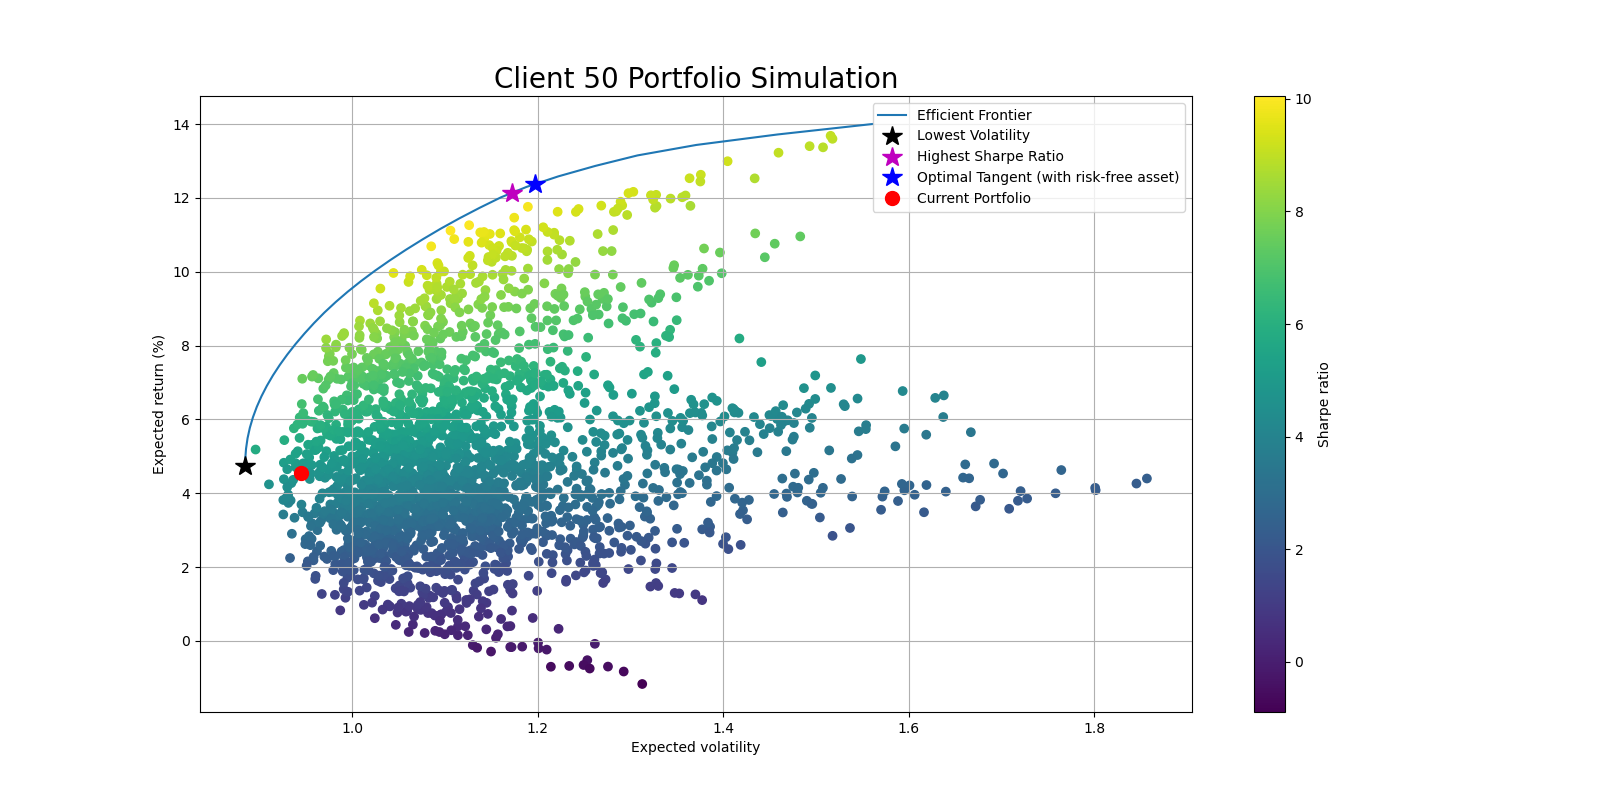 Client 50 Portfolio Simulation
Efficient Frontier
Lowest Volatility
Highest Sharpe Ratio
Optimal Tangent (with risk-free asset)
Current Portfolio
Expected return (%)
14
12
10
8
6
4
2
0
1.0 1.2 1.4 1.6 1.8
Expected volatility
10
8
6
4
2
0
Sharpe ratio